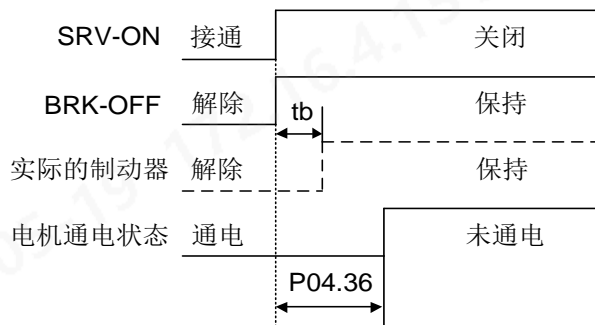 SRV-ON 接通 关闭
BRK-OFF 解除 tb 保持
实际的制动器 解除 保持
电机通电状态 通电 未通电
P04.36